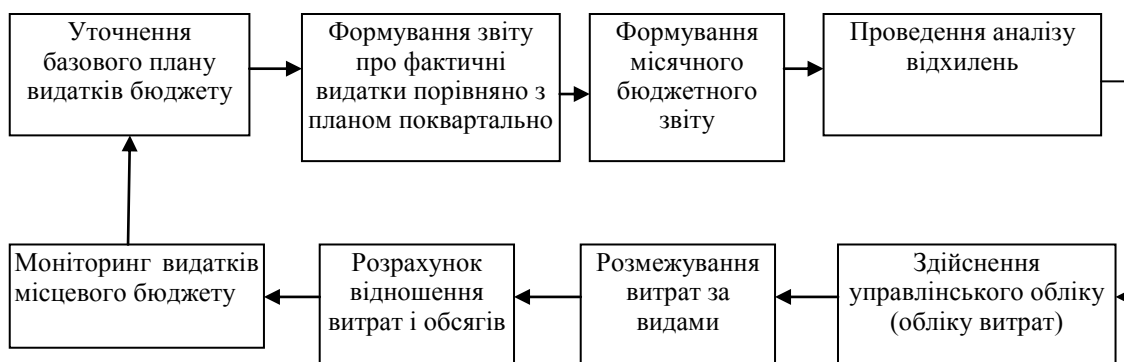 Уточнення
базового плану
видатків бюджету
Формування звіту
про фактичні
видатки порівняно з
планом поквартально
Формування
місячного
бюджетного
звіту
Проведення аналізу
відхилень
Моніторинг видатків
місцевого бюджету
Розрахунок
відношення
витрат і обсягів
Розмежування
витрат за
видами
Здійснення
управлінського обліку
(обліку витрат)